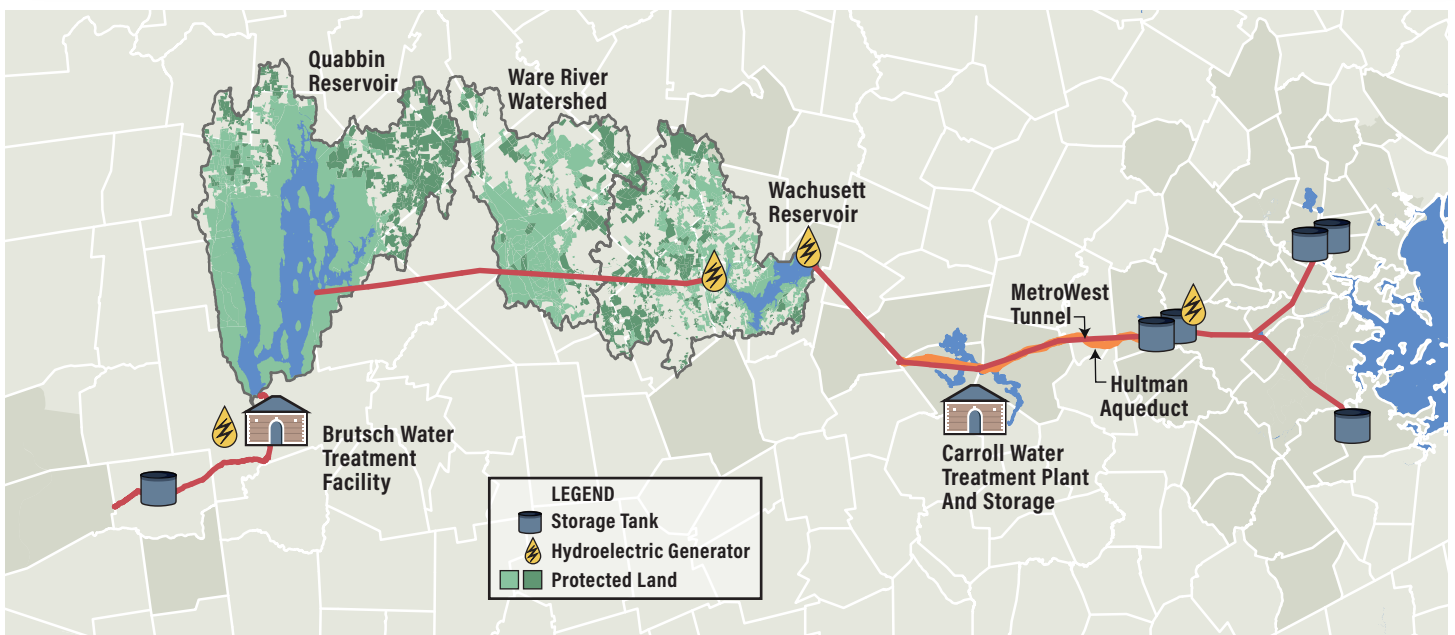 Quabbin
Reservoir
Ware River
Watershed
Wachusett
Reservoir
MetroWest
Tunnel
Hultman
Aqueduct
Brutsch Water
Treatment
Facility
Carroll Water
Treatment Plant
And Storage
LEGEND
Storage Tank
Hydroelectric Generator
Protected Land